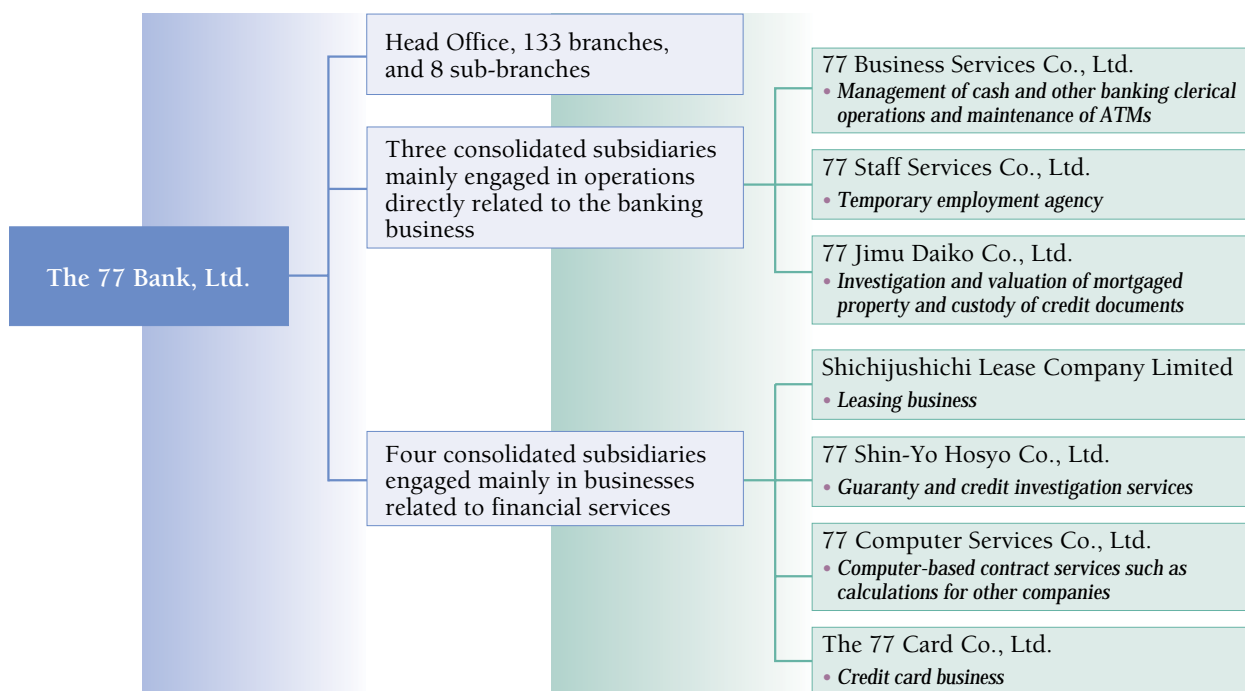 The 77 Bank, Ltd.
Head Office, 133 branches,
and 8 sub-branches
Three consolidated subsidiaries
mainly engaged in operations
directly related to the banking
business
77 Business Services Co., Ltd.
• Management of cash and other banking clerical
operations and maintenance of ATMs
77 Staff Services Co., Ltd.
• Temporary employment agency
77 Jimu Daiko Co., Ltd.
• Investigation and valuation of mortgaged
property and custody of credit documents
Four consolidated subsidiaries
engaged mainly in businesses
related to financial services
Shichijushichi Lease Company Limited
• Leasing business
77 Shin-Yo Hosyo Co., Ltd.
• Guaranty and credit investigation services
77 Computer Services Co., Ltd.
• Computer-based contract services such as
calculations for other companies
The 77 Card Co., Ltd.
• Credit card business